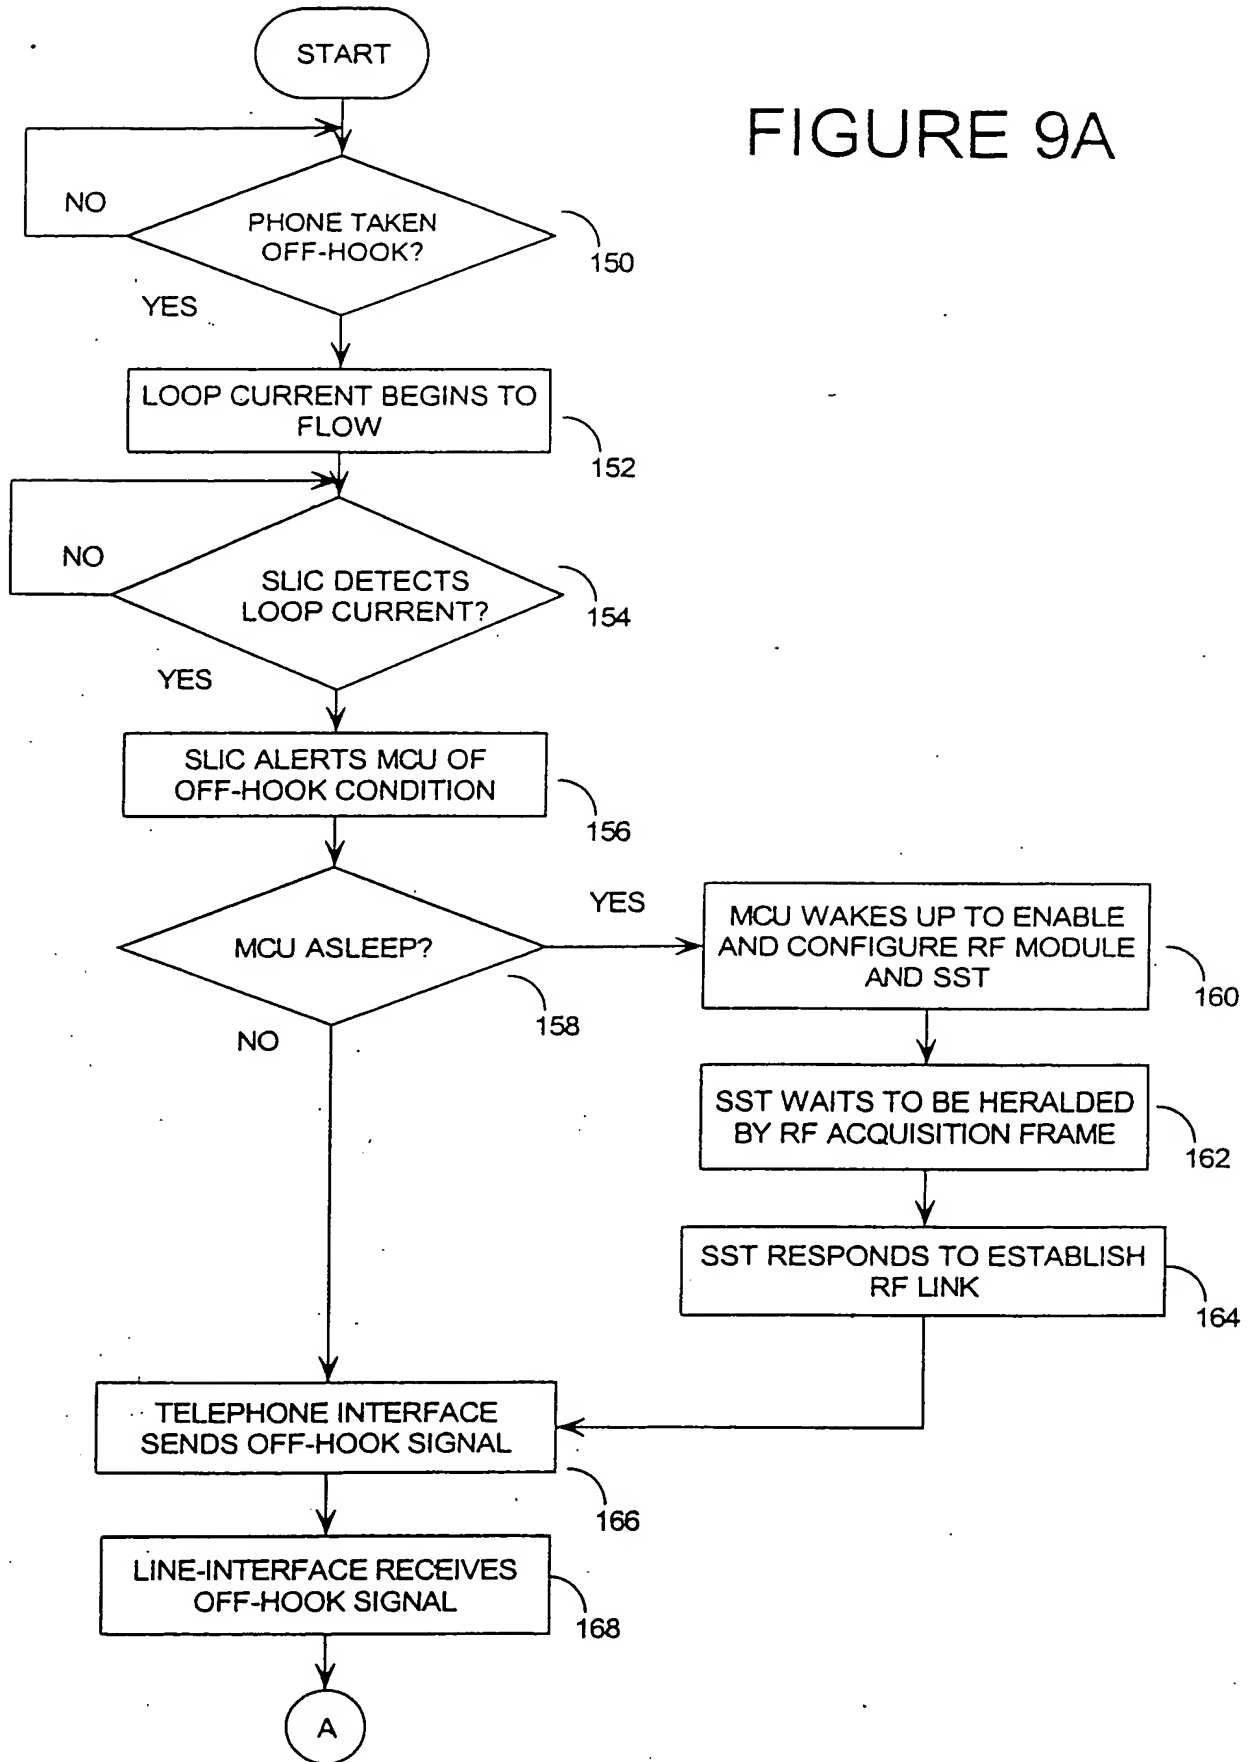 START
FIGURE 9A
NO
PHONE TAKEN
OFF-HOOK?
150
YES
LOOP CURRENT BEGINS TO
FLOW
152
NO
SLIC DETECTS
LOOP CURRENT?
154
YES
SLIC ALERTS MCU OF
OFF-HOOK CONDITION
156
MCU ASLEEP?
158
YES
NO
MCU WAKES UP TO ENABLE
AND CONFIGURE RF MODULE
AND SST
160
SST WAITS TO BE HERALDED
BY RF ACQUISITION FRAME
162
SST RESPONDS TO ESTABLISH
RF LINK
164
TELEPHONE INTERFACE
SENDS OFF-HOOK SIGNAL
166
LINE-INTERFACE RECEIVES
OFF-HOOK SIGNAL
168
A